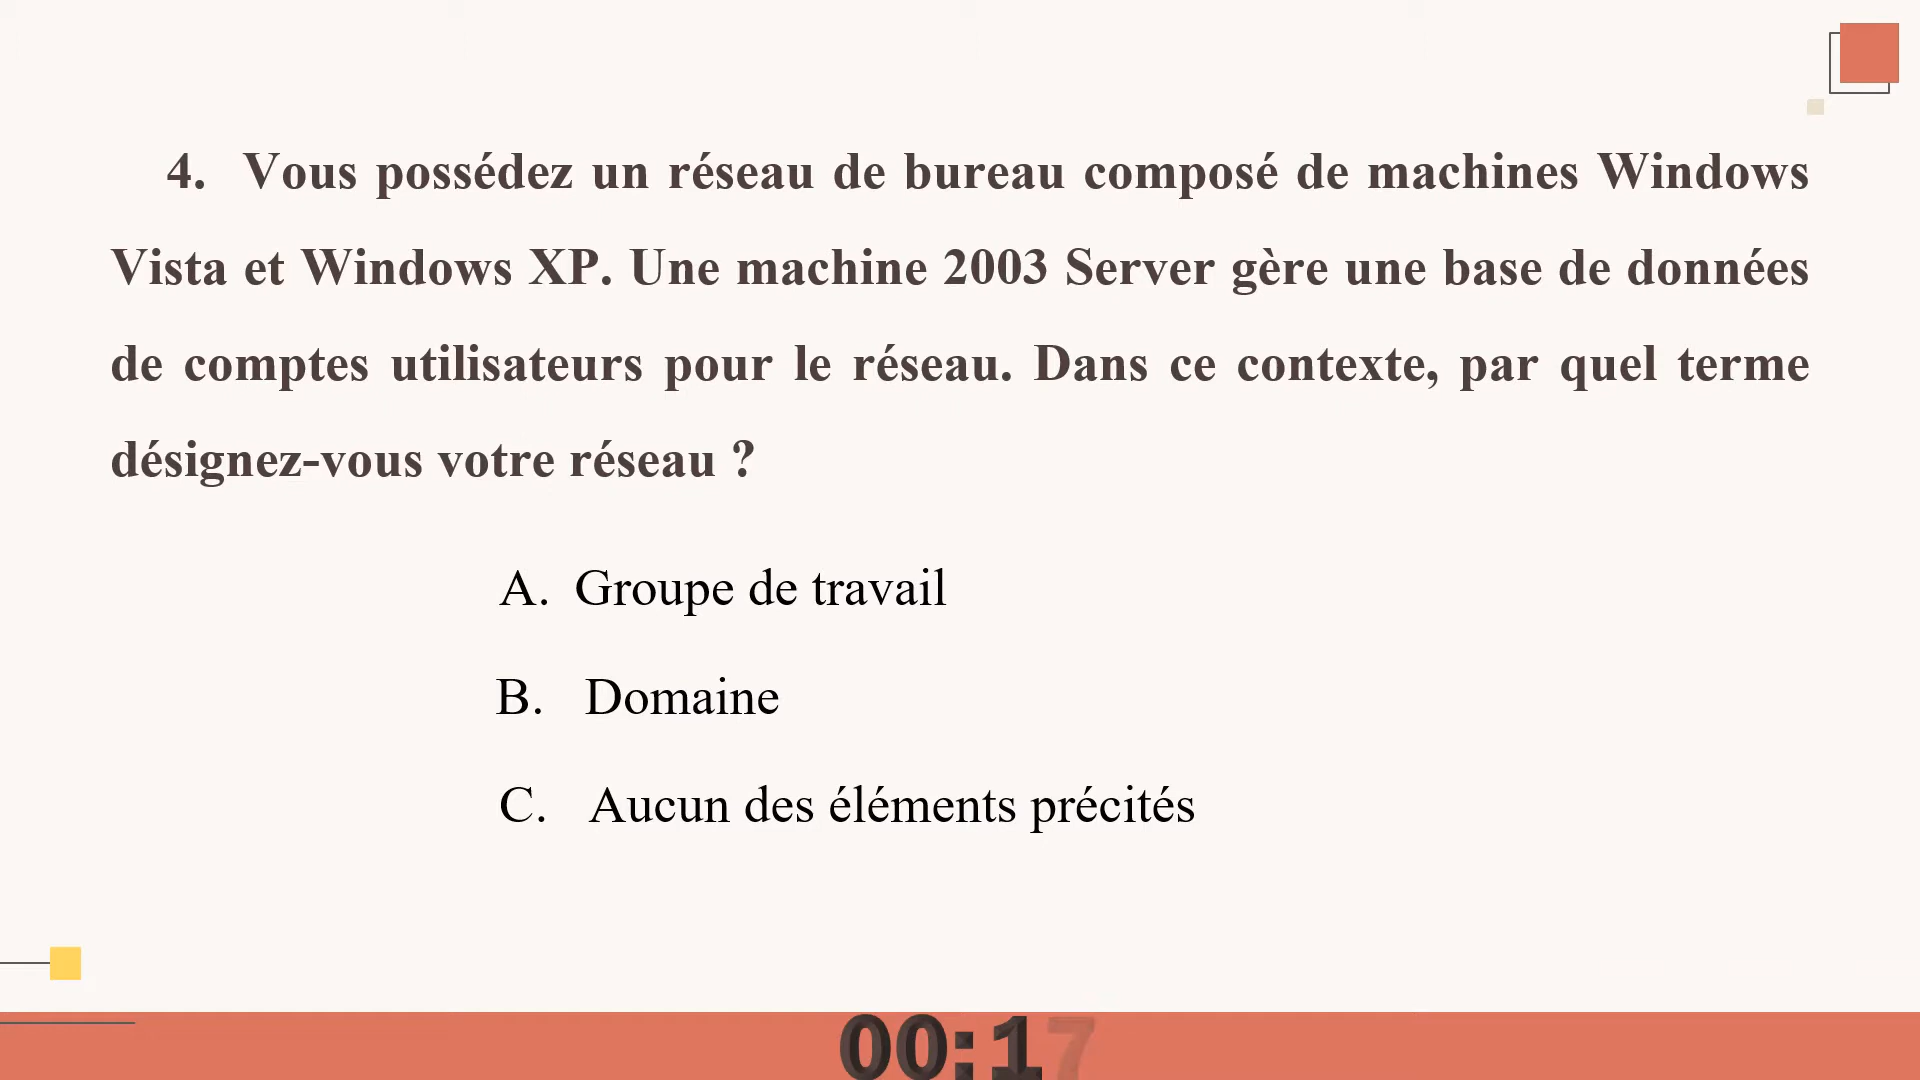 4. Vous possédez un réseau de bureau composé de machines Windows
Vista et Windows XP. Une machine 2003 Server gère une base de données
de comptes utilisateurs pour le réseau. Dans ce contexte, par quel terme
désignez-vous votre réseau ?
A. Groupe de travail
B. Domaine
C. Aucun des éléments précités
00:17